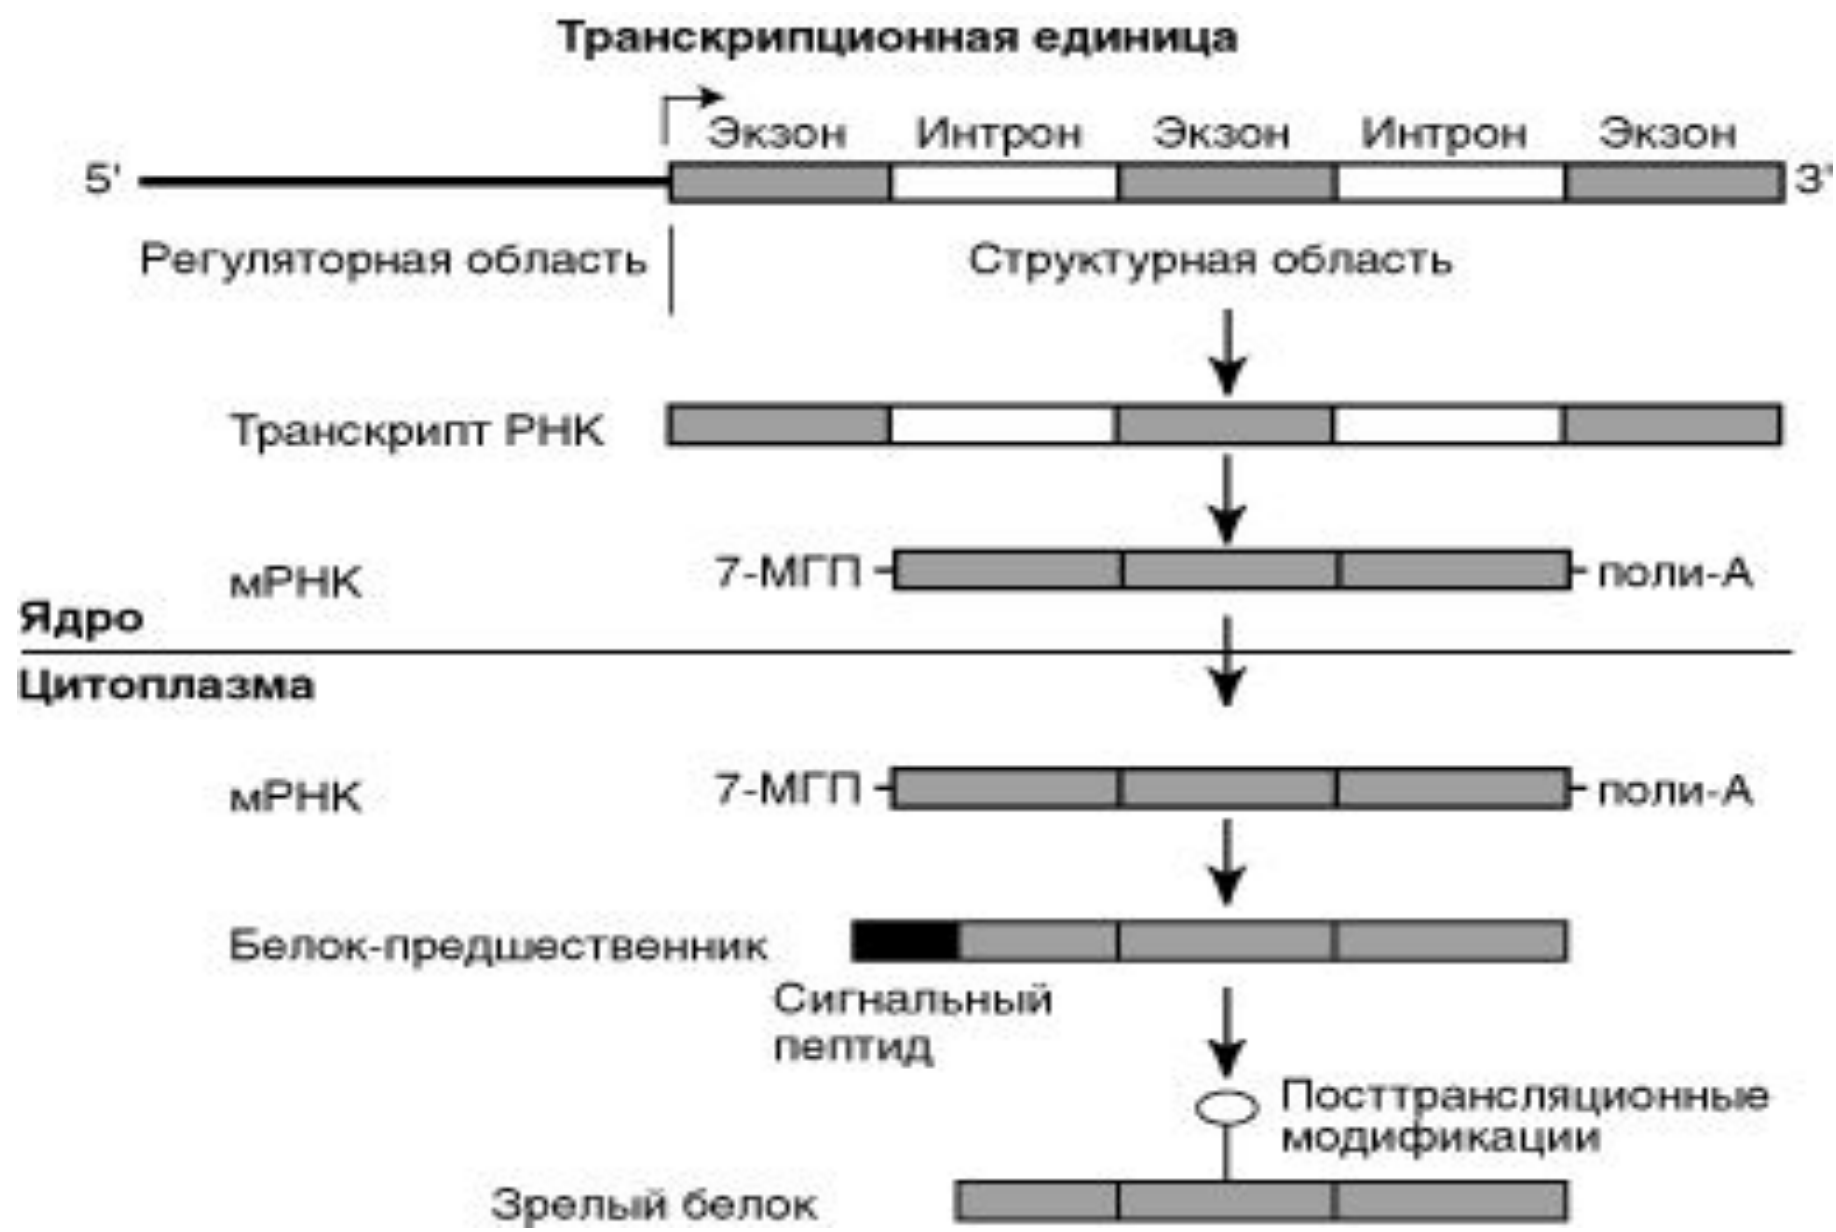 Транскрипционная единица
Экзон Интрон Экзон Интрон Экзон
5' 3'
Регуляторная область Структурная область
Транскрипт РНК
мРНК 7-МГП поли-А
Ядро
Цитоплазма
мРНК 7-МГП поли-А
Белок-предшественник
Сигнальный
пептид
Посттрансляционные
модификации
Зрелый белок